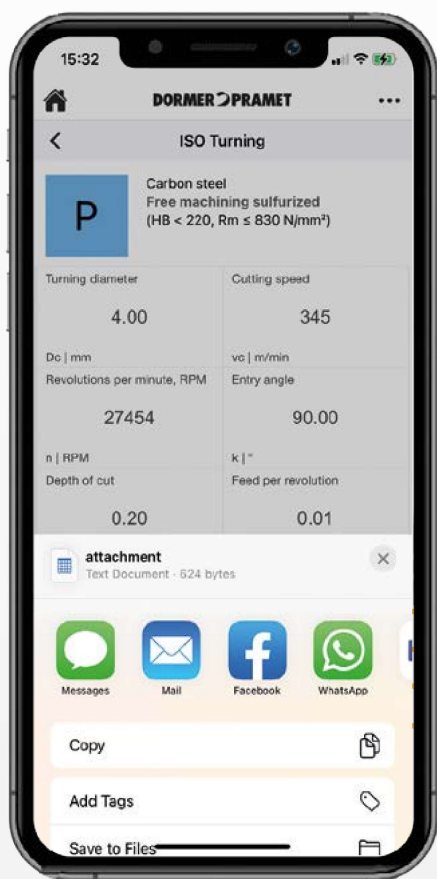 15:32
DORMER PRAMET
ISO Turning
P
Carbon steel
Free machining sulfurized
(HB < 220, Rm ≤ 830 N/mm²)
Turning diameter
Cutting speed
4.00
345
Dc | mm
vc | m/min
Revolutions per minute, RPM
Entry angle
27454
90.00
n | RPM
k | °
Depth of cut
Feed per revolution
0.20
0.01
attachment
Text Document · 624 bytes
Messages
Mail
Facebook
WhatsApp
Copy
Add Tags
Save to Files